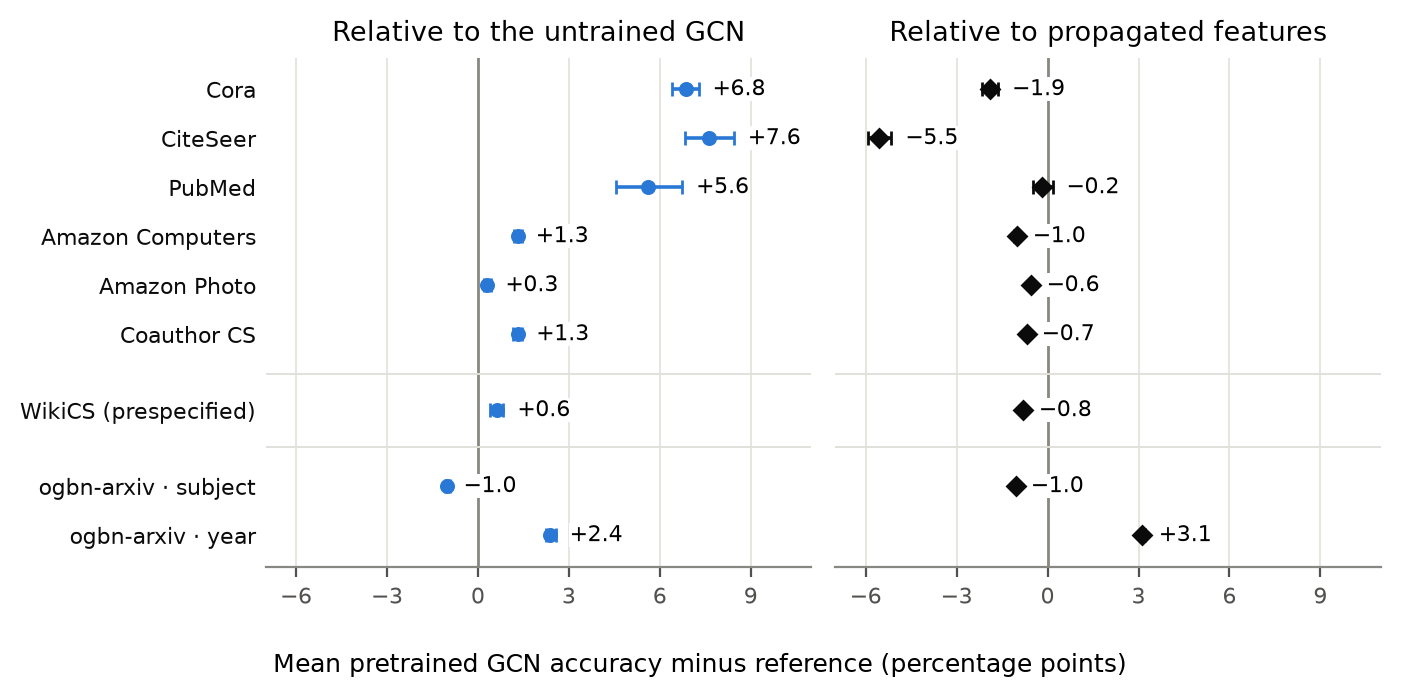 Relative to the untrained GCN
Relative to propagated features
Cora
+6.8
−1.9
CiteSeer
+7.6
−5.5
PubMed
+5.6
−0.2
Amazon Computers
+1.3
−1.0
Amazon Photo
+0.3
−0.6
Coauthor CS
+1.3
−0.7
WikiCS (prespecified)
+0.6
−0.8
ogbn-arxiv · subject
−1.0
−1.0
ogbn-arxiv · year
+2.4
+3.1
−6 −3 0 3 6 9
−6 −3 0 3 6 9
Mean pretrained GCN accuracy minus reference (percentage points)